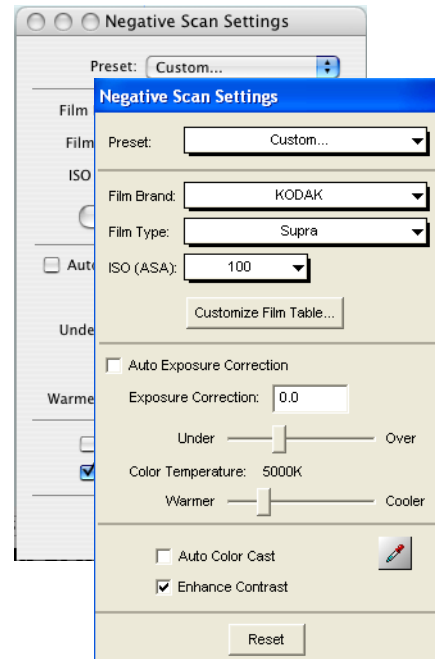 Negative Scan Settings
Preset: Custom...
Film
Film
ISO
Auto
Under
Warme
Negative Scan Settings
Preset: Custom...
Film Brand: KODAK
Film Type: Supra
ISO (ASA): 100
Customize Film Table...
Auto Exposure Correction
Exposure Correction: 0.0
Under Over
Color Temperature: 5000K
Warmer Cooler
Auto Color Cast
Enhance Contrast
Reset